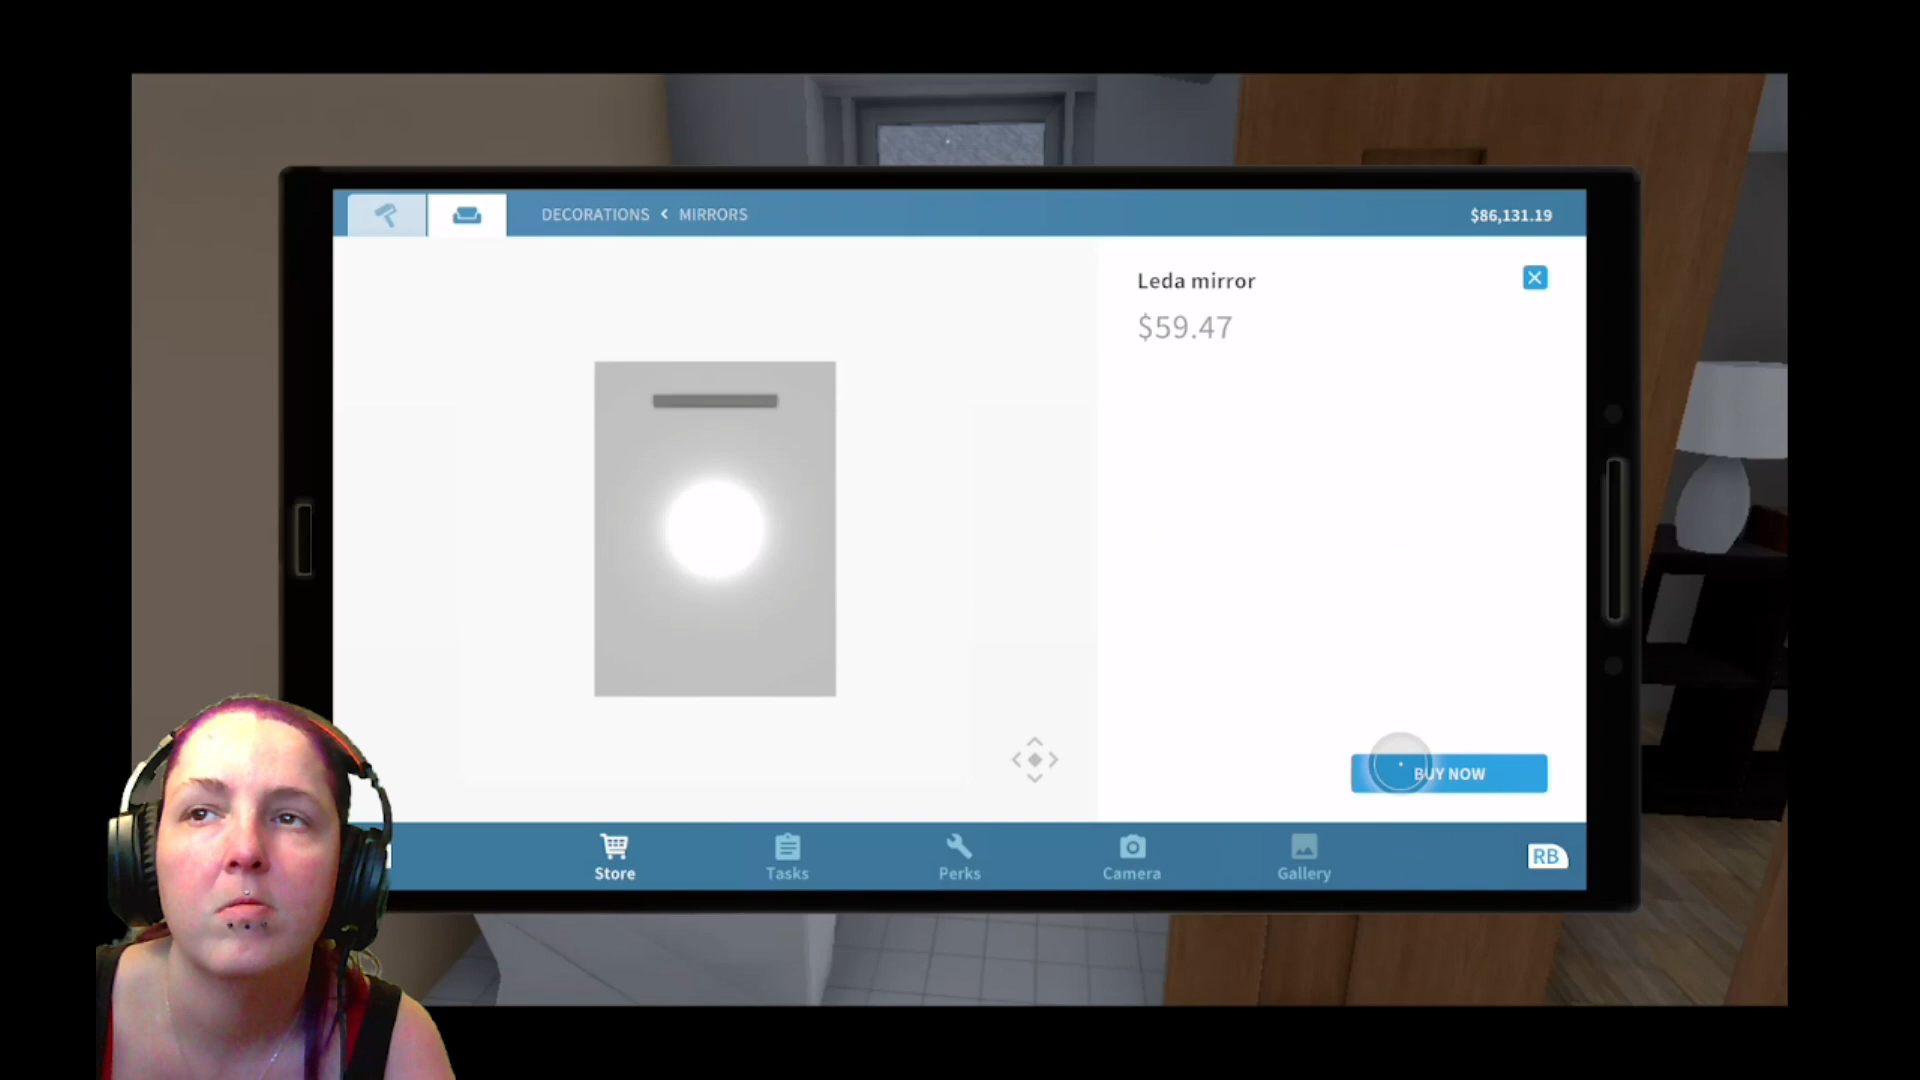 DECORATIONS < MIRRORS
$86,131.19
Leda mirror
$59.47
BUY NOW
Store
Tasks
Perks
Camera
Gallery
RB